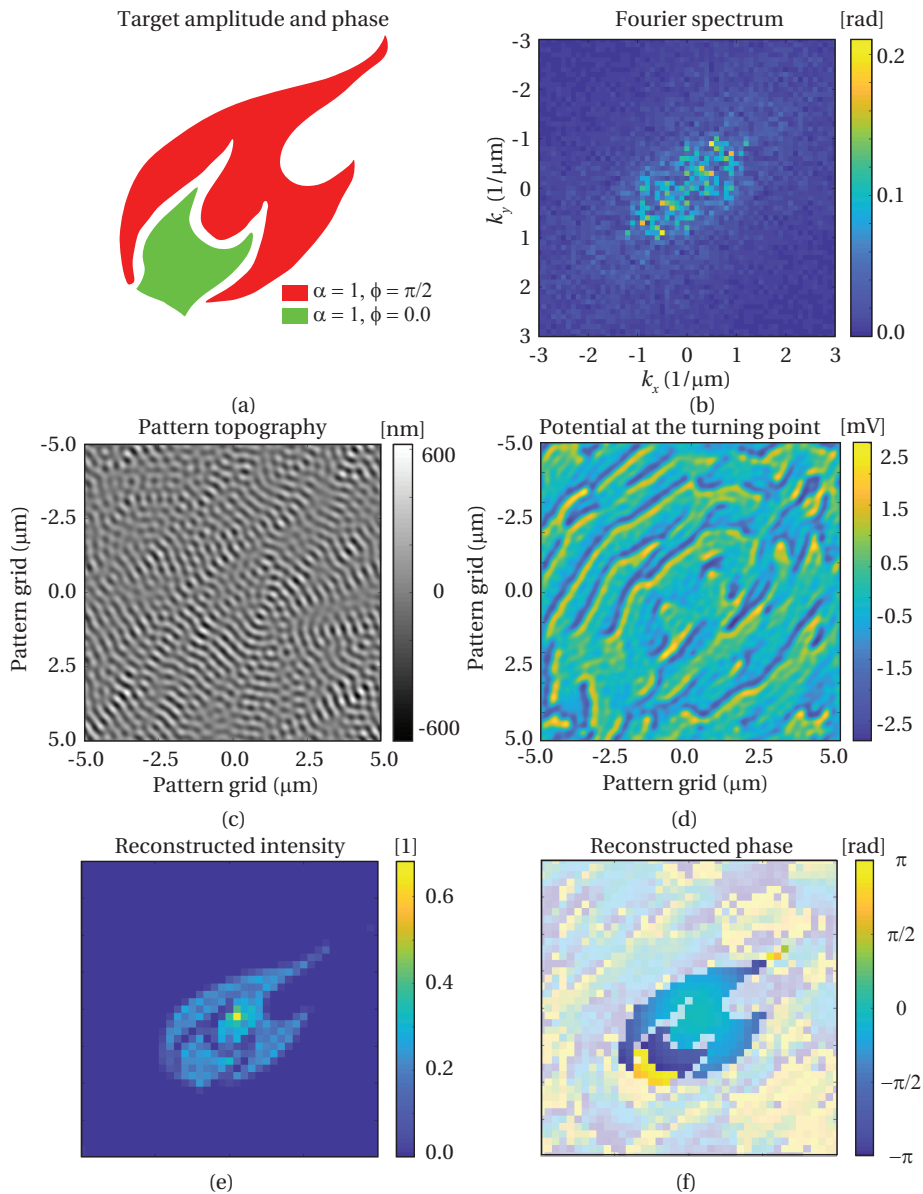 Target amplitude and phase
α = 1, ϕ = π/2
α = 1, ϕ = 0.0
(a)
Fourier spectrum
[rad]
-3
-2
-1
0
1
2
3
k_y (1/μm)
-3
-2
-1
0
1
2
3
k_x (1/μm)
0.2
0.1
0.0
(b)
Pattern topography
[nm]
-5.0
-2.5
0.0
2.5
5.0
Pattern grid (μm)
-5.0
-2.5
0.0
2.5
5.0
Pattern grid (μm)
600
0
-600
(c)
Potential at the turning point
[mV]
-5.0
-2.5
0.0
2.5
5.0
Pattern grid (μm)
-5.0
-2.5
0.0
2.5
5.0
Pattern grid (μm)
2.5
1.5
0.5
-0.5
-1.5
-2.5
(d)
Reconstructed intensity
[1]
0.6
0.4
0.2
0.0
(e)
Reconstructed phase
[rad]
π
π/2
0
−π/2
−π
(f)